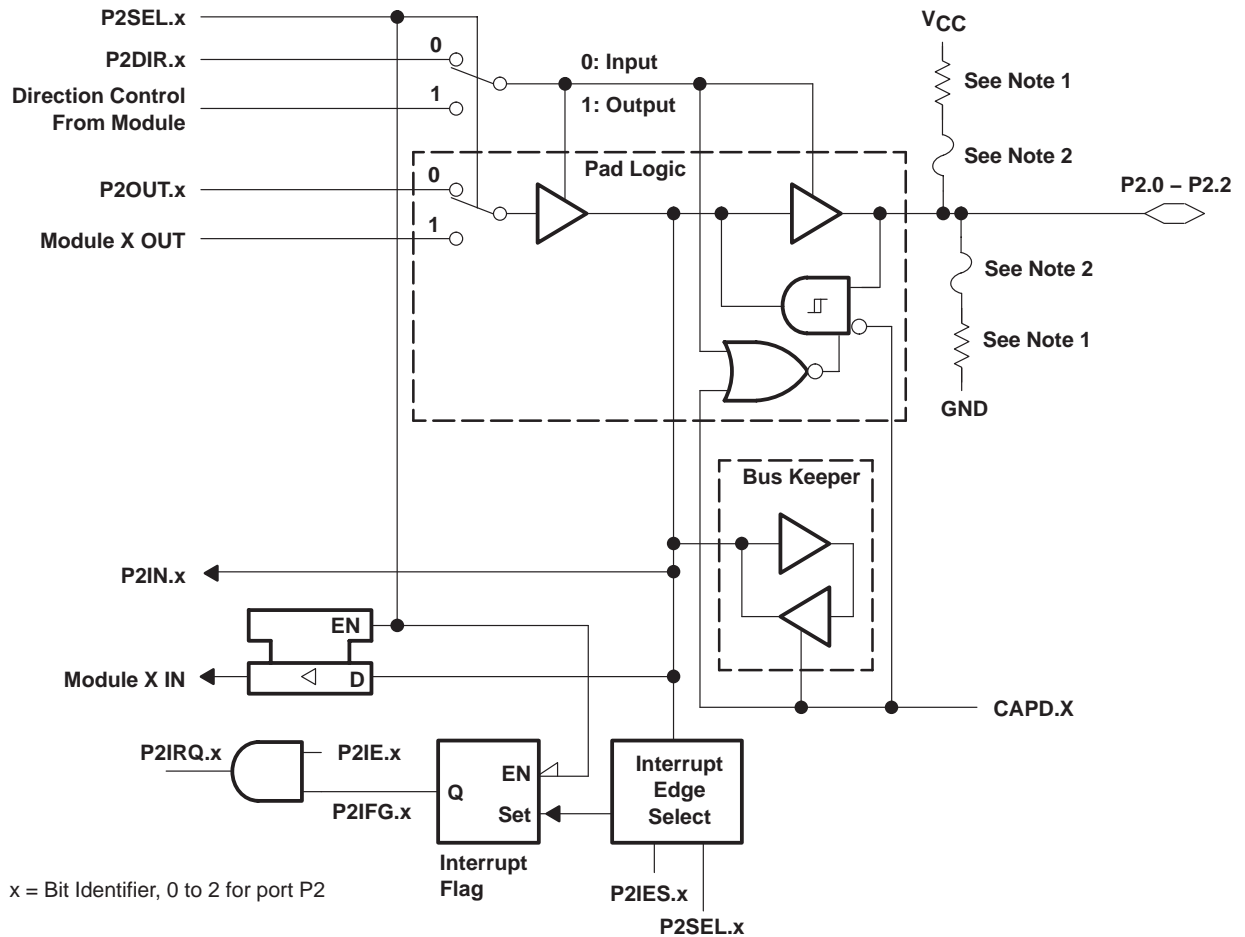 P2SEL.x
VCC
P2DIR.x
0
0: Input
See Note 1
Direction Control
From Module
1
1: Output
Pad Logic
See Note 2
P2OUT.x
0
P2.0 – P2.2
Module X OUT
1
See Note 2
See Note 1
GND
Bus Keeper
P2IN.x
EN
Module X IN
D
CAPD.X
P2IRQ.x
P2IE.x
EN
Interrupt
Edge
Select
Q
P2IFG.x
Set
Interrupt
Flag
P2IES.x
x = Bit Identifier, 0 to 2 for port P2
P2SEL.x